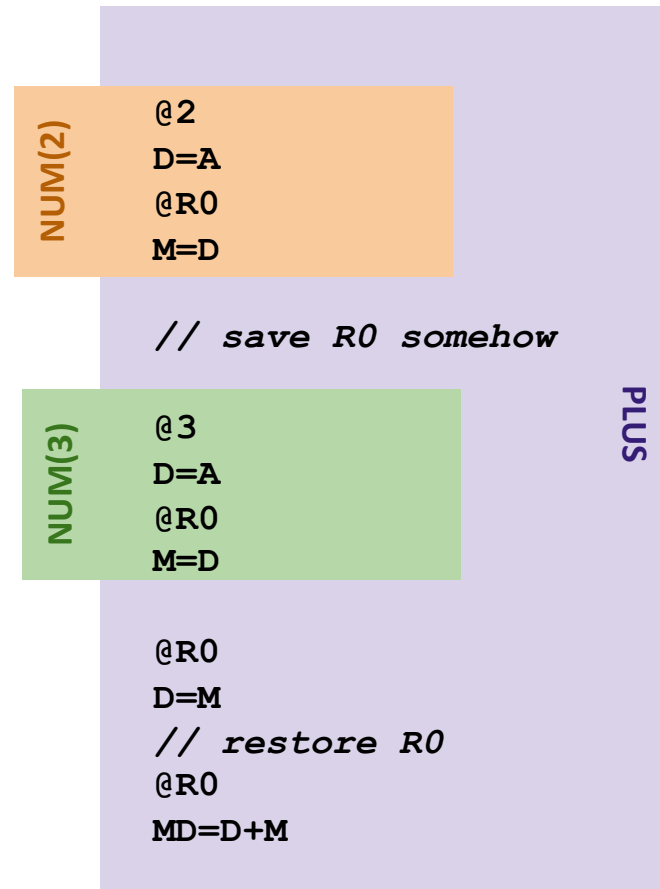 NUM(2)
@2
D=A
@R0
M=D
// save R0 somehow
PLUS
NUM(3)
@3
D=A
@R0
M=D
@R0
D=M
// restore R0
@R0
MD=D+M